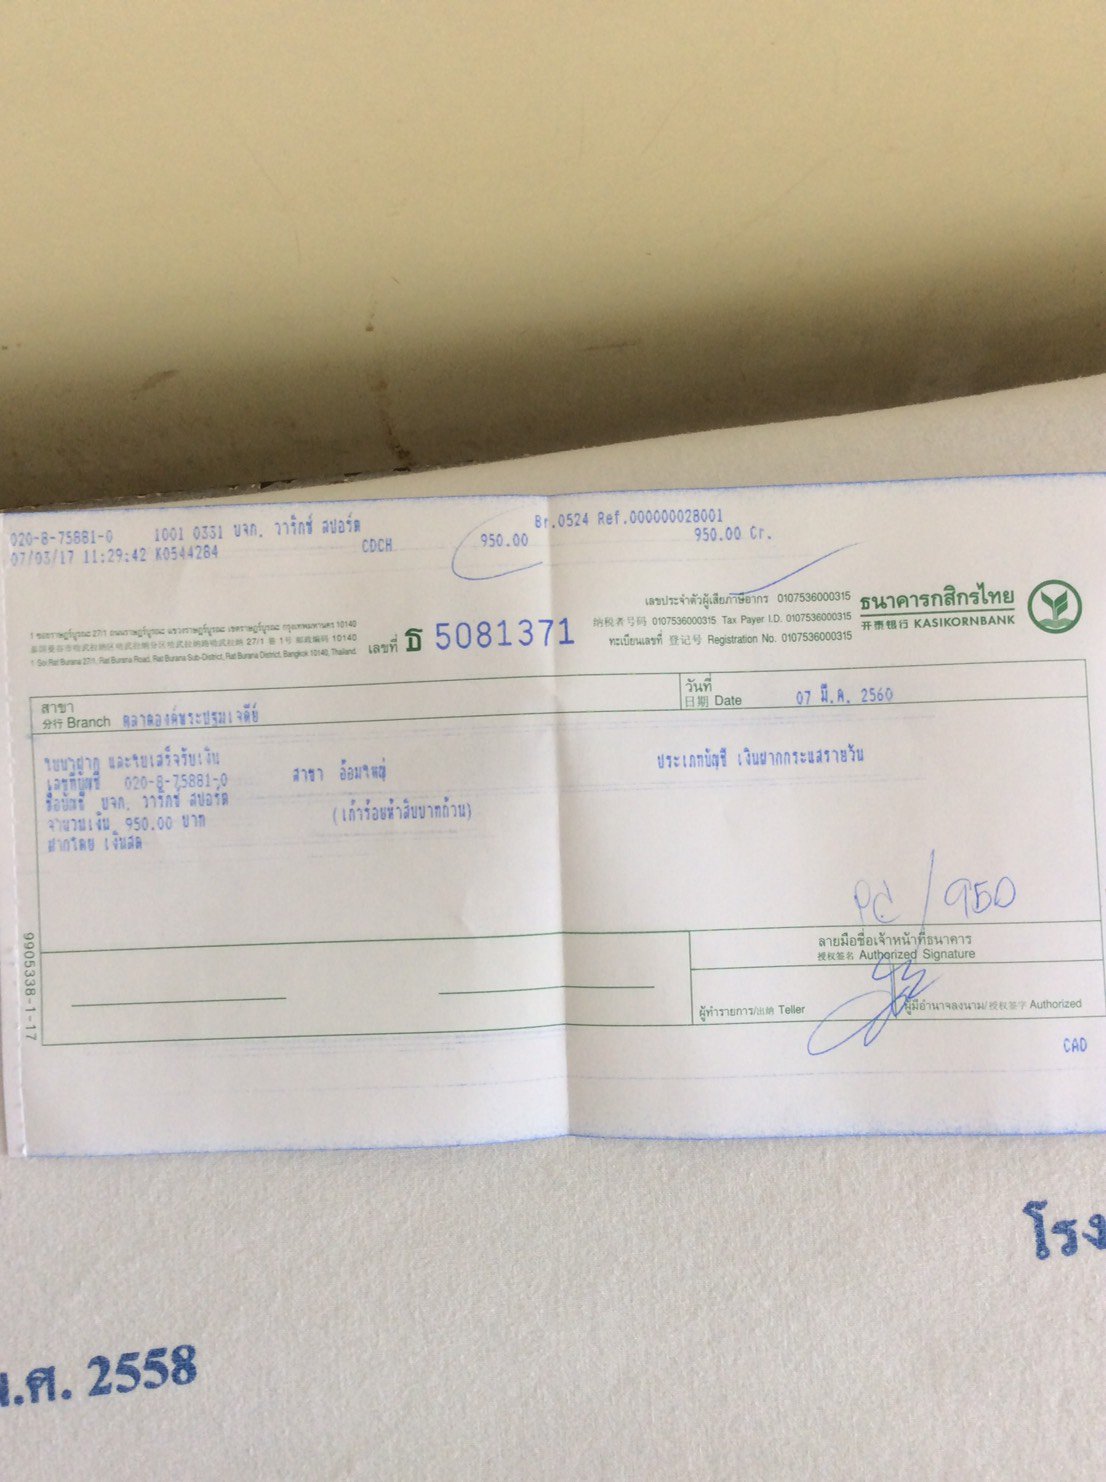 020-8-75881-0 1001 0331 บจก. วาริกซ์ สปอร์ต Br.0524 Ref.000000028001
07/03/17 11:29:42 K0544284 CDCH 950.00 950.00 Cr.
เลขประจำตัวผู้เสียภาษีอากร 0107536000315
纳税者号码 0107536000315 Tax Payer I.D. 0107536000315
ทะเบียนเลขที่ 登记号 Registration No. 0107536000315
ธนาคารกสิกรไทย
开泰银行 KASIKORNBANK
1 ซอยราษฎร์บูรณะ 27/1 ถนนราษฎร์บูรณะ แขวงราษฎร์บูรณะ เขตราษฎร์บูรณะ กรุงเทพมหานคร 10140
1 Soi Rat Burana 27/1, Rat Burana Road, Rat Burana Sub-District, Rat Burana District, Bangkok 10140, Thailand.
เลขที่ ธ 5081371
สาขา
分行 Branch ตลาดองค์พระปฐมเจดีย์
วันที่
日期 Date 07 มี.ค. 2560
ใบนำฝาก และใบเสร็จรับเงิน
เลขที่บัญชี 020-8-75881-0 สาขา อ้อมใหญ่ ประเภทบัญชี เงินฝากกระแสรายวัน
ชื่อบัญชี บจก. วาริกซ์ สปอร์ต
จำนวนเงิน 950.00 บาท (เก้าร้อยห้าสิบบาทถ้วน)
ฝากโดย เงินสด
PC / 950
ลายมือชื่อเจ้าหน้าที่ธนาคาร
授权签名 Authorized Signature
ผู้ทำรายการ/出纳 Teller
ผู้มีอำนาจลงนาม/授权签字 Authorized
9905338-1-17
CAD
โรง
.ศ. 2558